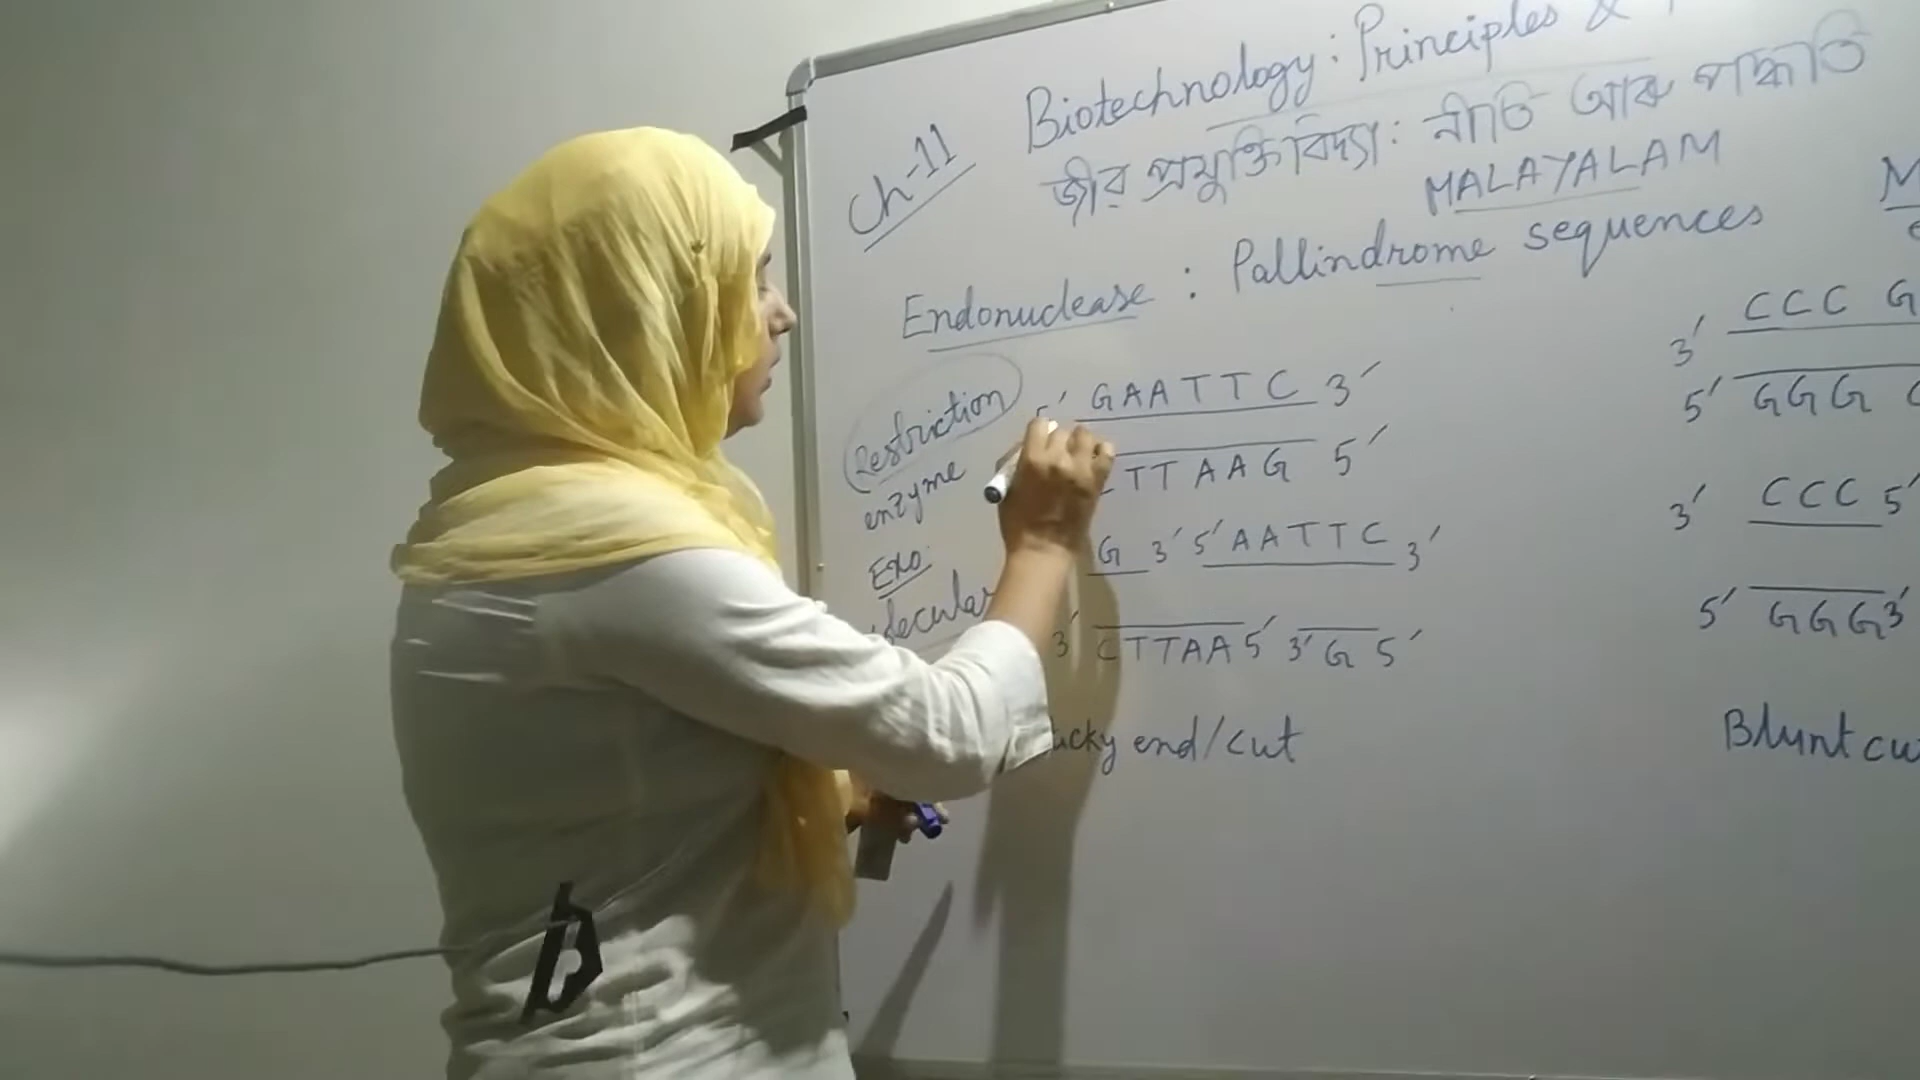 Ch-11
Biotechnology: Principles &
জীৱ প্ৰযুক্তিবিদ্যা: নীতি আৰু পদ্ধতি
MALAYALAM
Endonuclease : Pallindrome sequences
Restriction
enzyme
Exo:
5′ GAATTC 3′
TTAAG 5′
G 3′ 5′ AATTC 3′
3′ CTTAA 5′ 3′ G 5′
end/cut
M
3′ CCC G
5′ GGG C
3′ CCC 5′
5′ GGG 3′
Blunt cu